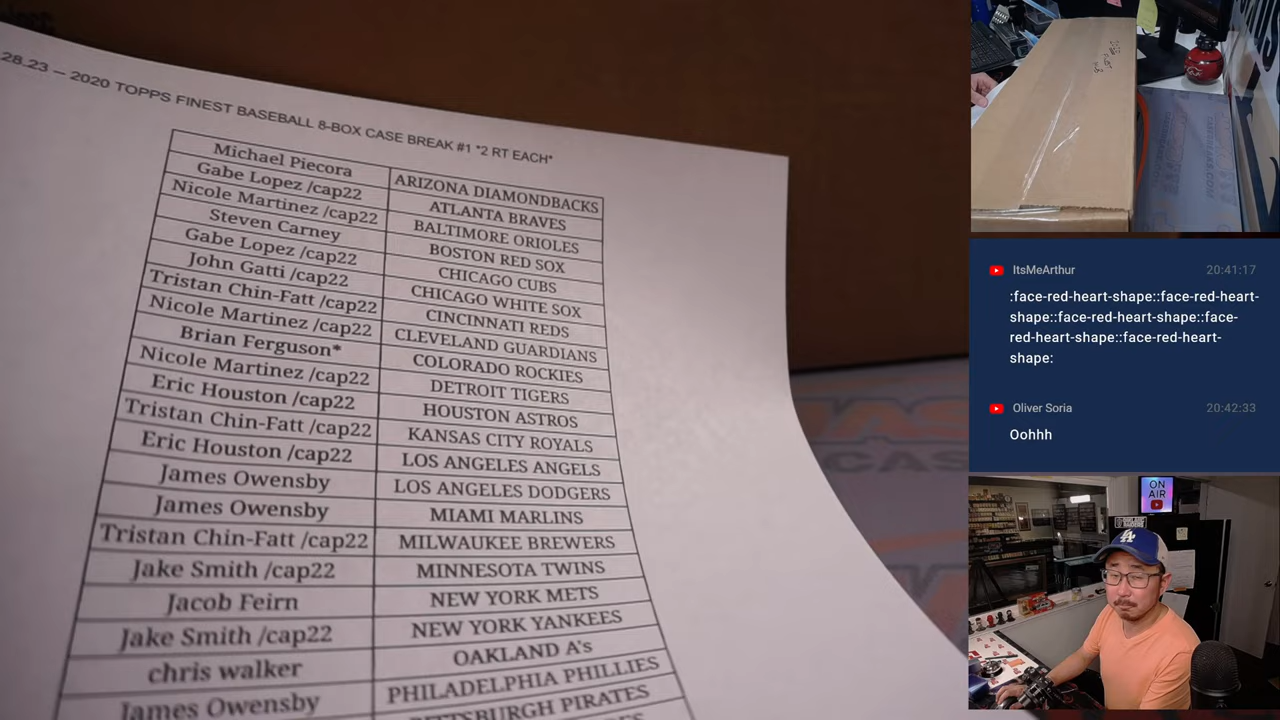 28.23 – 2020 TOPPS FINEST BASEBALL 8-BOX CASE BREAK #1 *2 RT EACH*
Michael Piecora ARIZONA DIAMONDBACKS
Gabe Lopez /cap22 ATLANTA BRAVES
Nicole Martinez /cap22 BALTIMORE ORIOLES
Steven Carney BOSTON RED SOX
Gabe Lopez /cap22 CHICAGO CUBS
John Gatti /cap22 CHICAGO WHITE SOX
Tristan Chin-Fatt /cap22 CINCINNATI REDS
Nicole Martinez /cap22 CLEVELAND GUARDIANS
Brian Ferguson* COLORADO ROCKIES
Nicole Martinez /cap22 DETROIT TIGERS
Eric Houston /cap22 HOUSTON ASTROS
Tristan Chin-Fatt /cap22 KANSAS CITY ROYALS
Eric Houston /cap22 LOS ANGELES ANGELS
James Owensby LOS ANGELES DODGERS
James Owensby MIAMI MARLINS
Tristan Chin-Fatt /cap22 MILWAUKEE BREWERS
Jake Smith /cap22 MINNESOTA TWINS
Jacob Feirn NEW YORK METS
Jake Smith /cap22 NEW YORK YANKEES
chris walker OAKLAND A's
James Owensby PHILADELPHIA PHILLIES
PITTSBURGH PIRATES
ItsMeArthur 20:41:17
:face-red-heart-shape::face-red-heart-
shape::face-red-heart-shape::face-
red-heart-shape::face-red-heart-
shape:
Oliver Soria 20:42:33
Oohhh
ON
AIR
LA